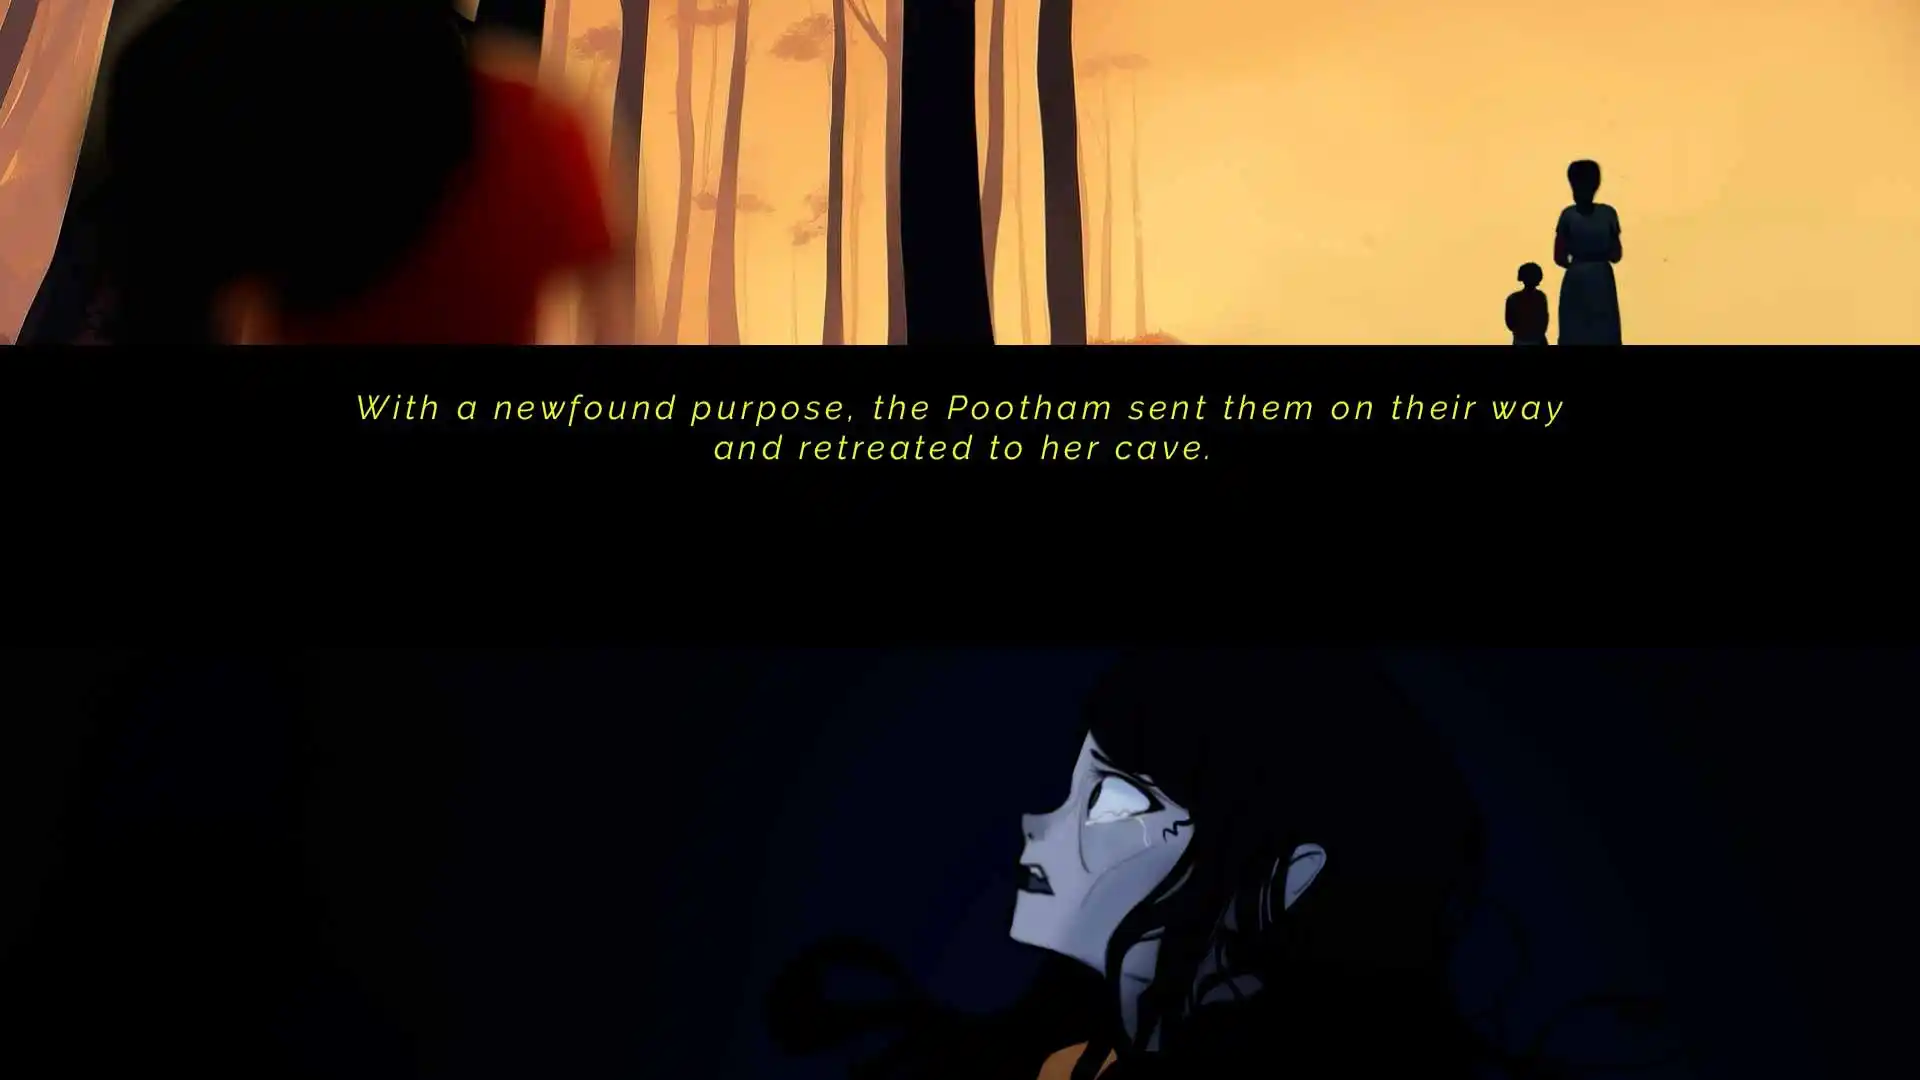 With a newfound purpose, the Pootham sent them on their way
and retreated to her cave.